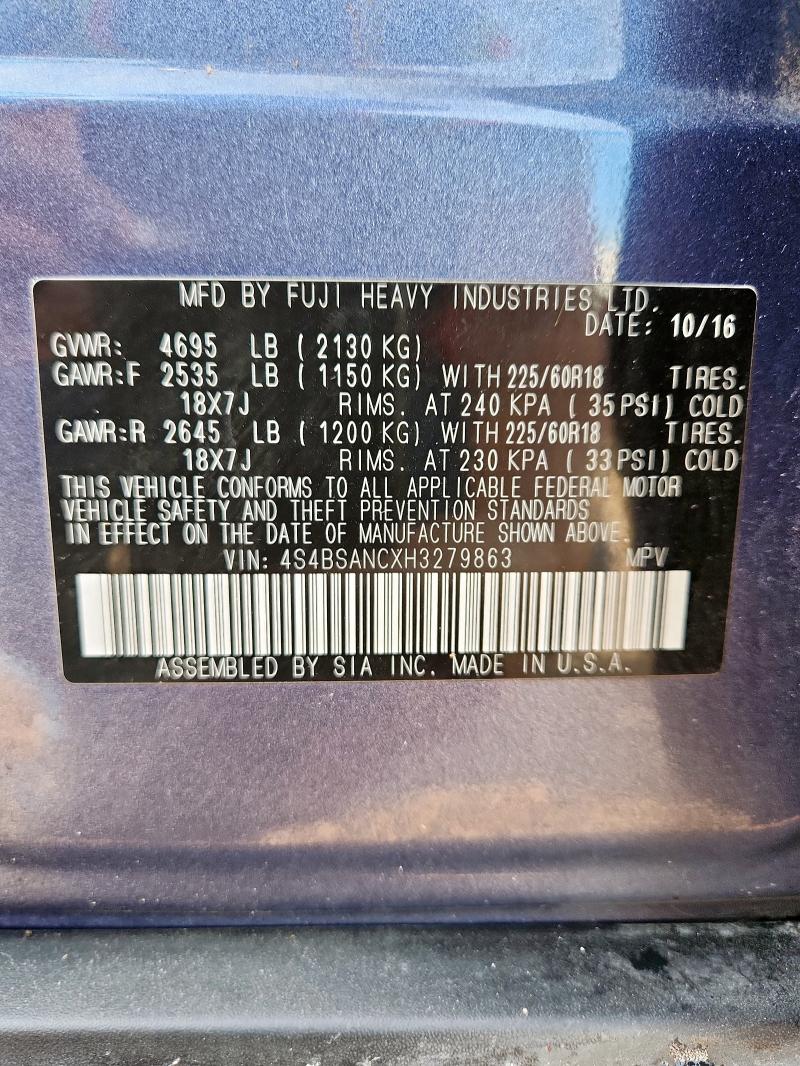 MFD BY FUJI HEAVY INDUSTRIES LTD.
DATE: 10/16
GVWR: 4695 LB ( 2130 KG)
GAWR:F 2535 LB ( 1150 KG) WITH 225/60R18 TIRES.
18X7J RIMS. AT 240 KPA ( 35 PSI) COLD
GAWR:R 2645 LB ( 1200 KG) WITH 225/60R18 TIRES.
18X7J RIMS. AT 230 KPA ( 33 PSI) COLD
THIS VEHICLE CONFORMS TO ALL APPLICABLE FEDERAL MOTOR
VEHICLE SAFETY AND THEFT PREVENTION STANDARDS
IN EFFECT ON THE DATE OF MANUFACTURE SHOWN ABOVE.
VIN: 4S4BSANCXH3279863 MPV
ASSEMBLED BY SIA INC. MADE IN U.S.A.